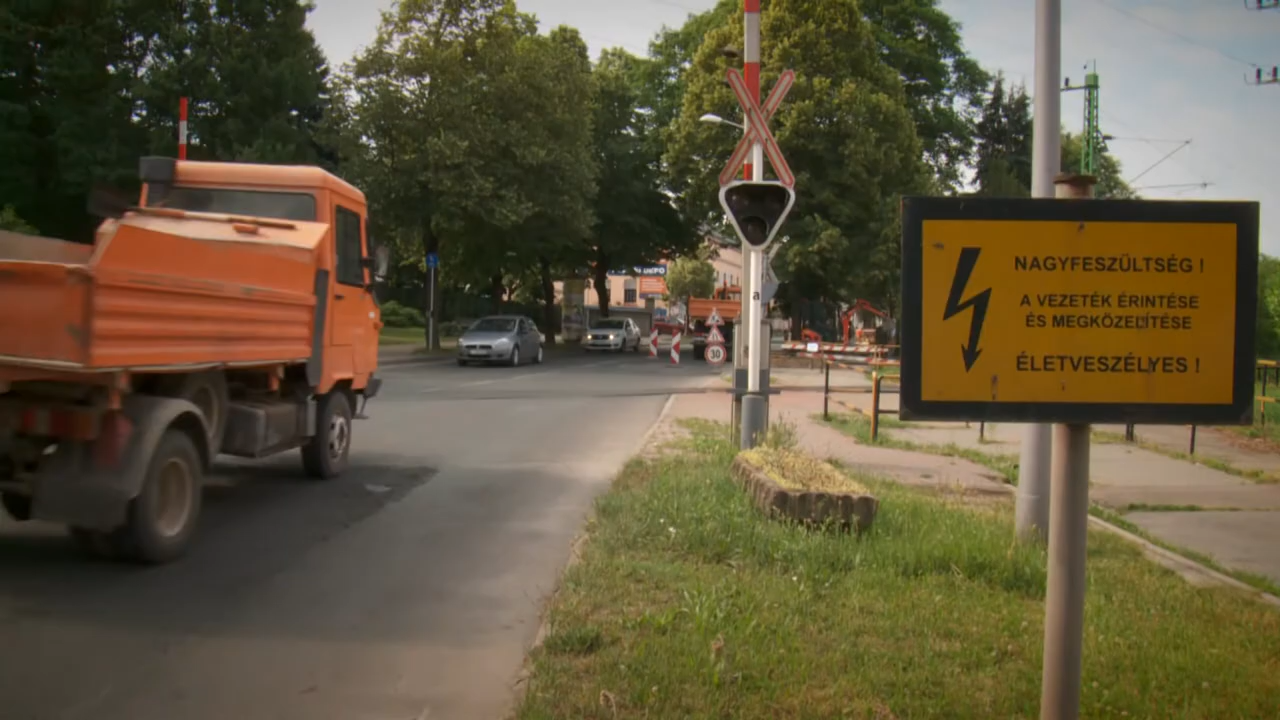 NAGYFESZÜLTSÉG !
A VEZETÉK ÉRINTÉSE
ÉS MEGKÖZELÍTÉSE
ÉLETVESZÉLYES !
a
30